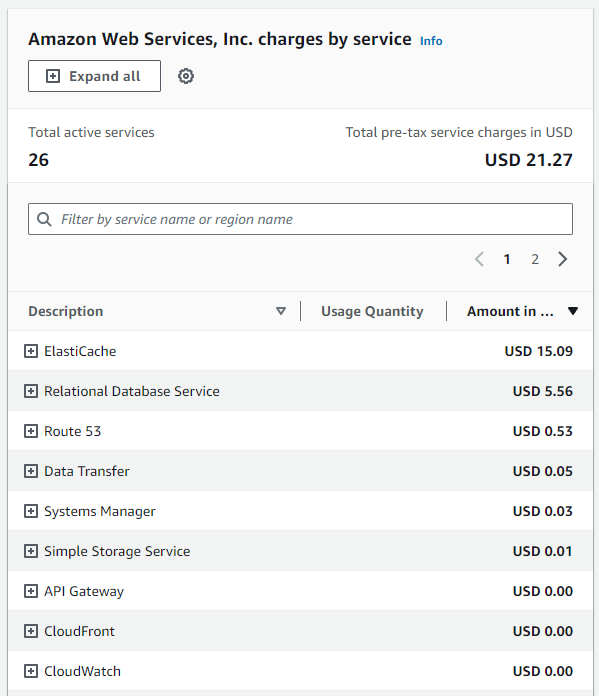 Amazon Web Services, Inc. charges by service Info
Expand all
Total active services Total pre-tax service charges in USD
26 USD 21.27
Filter by service name or region name
1 2
Description Usage Quantity Amount in ...
ElastiCache USD 15.09
Relational Database Service USD 5.56
Route 53 USD 0.53
Data Transfer USD 0.05
Systems Manager USD 0.03
Simple Storage Service USD 0.01
API Gateway USD 0.00
CloudFront USD 0.00
CloudWatch USD 0.00